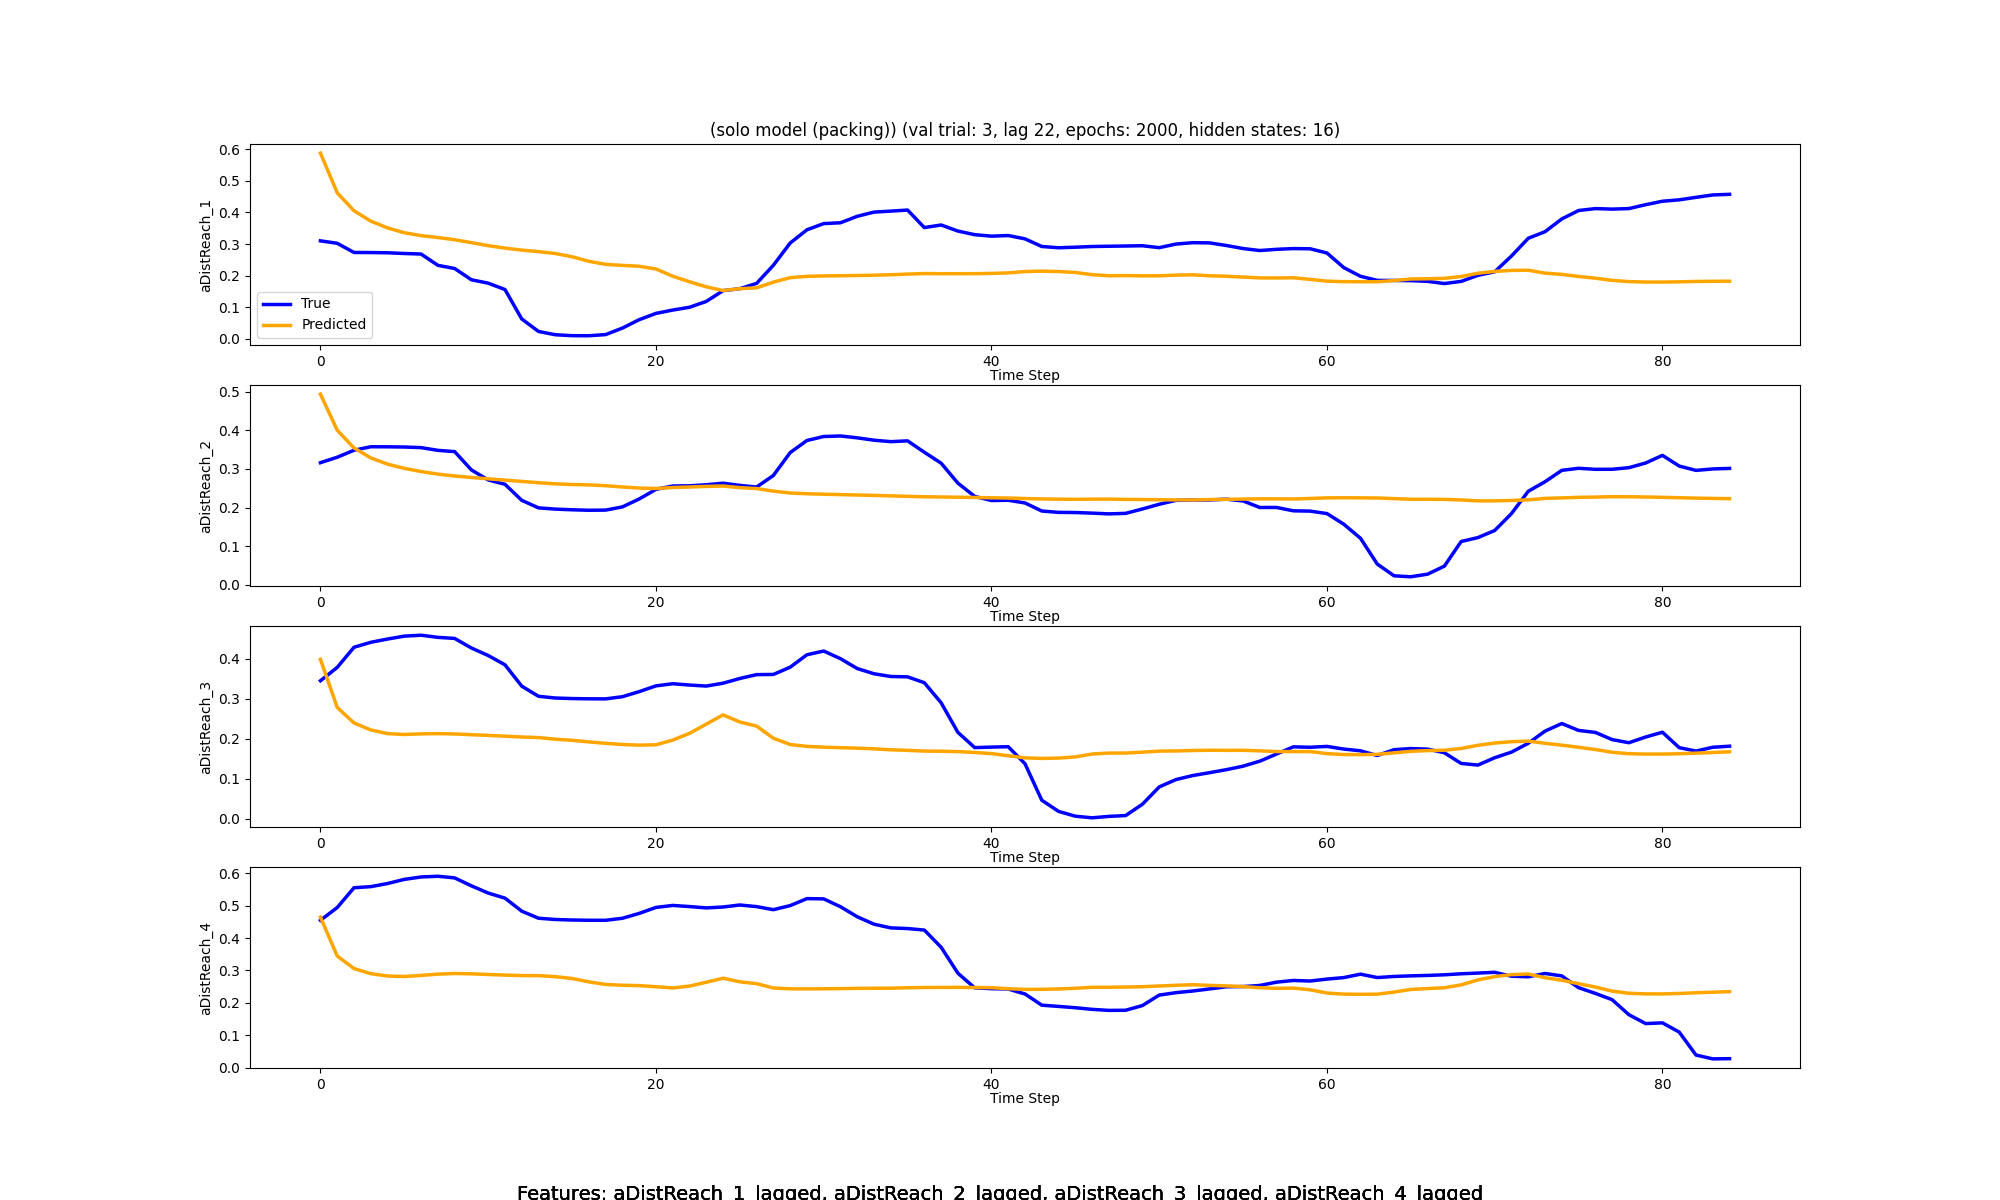 (solo model (packing)) (val trial: 3, lag 22, epochs: 2000, hidden states: 16)
0.6
0.5
0.4
0.3
0.2
0.1
0.0
aDistReach_1
True
Predicted
0 20 40 60 80
Time Step
0.5
0.4
0.3
0.2
0.1
0.0
aDistReach_2
0 20 40 60 80
Time Step
0.4
0.3
0.2
0.1
0.0
aDistReach_3
0 20 40 60 80
Time Step
0.6
0.5
0.4
0.3
0.2
0.1
0.0
aDistReach_4
0 20 40 60 80
Time Step
Features: aDistReach_1_lagged, aDistReach_2_lagged, aDistReach_3_lagged, aDistReach_4_lagged